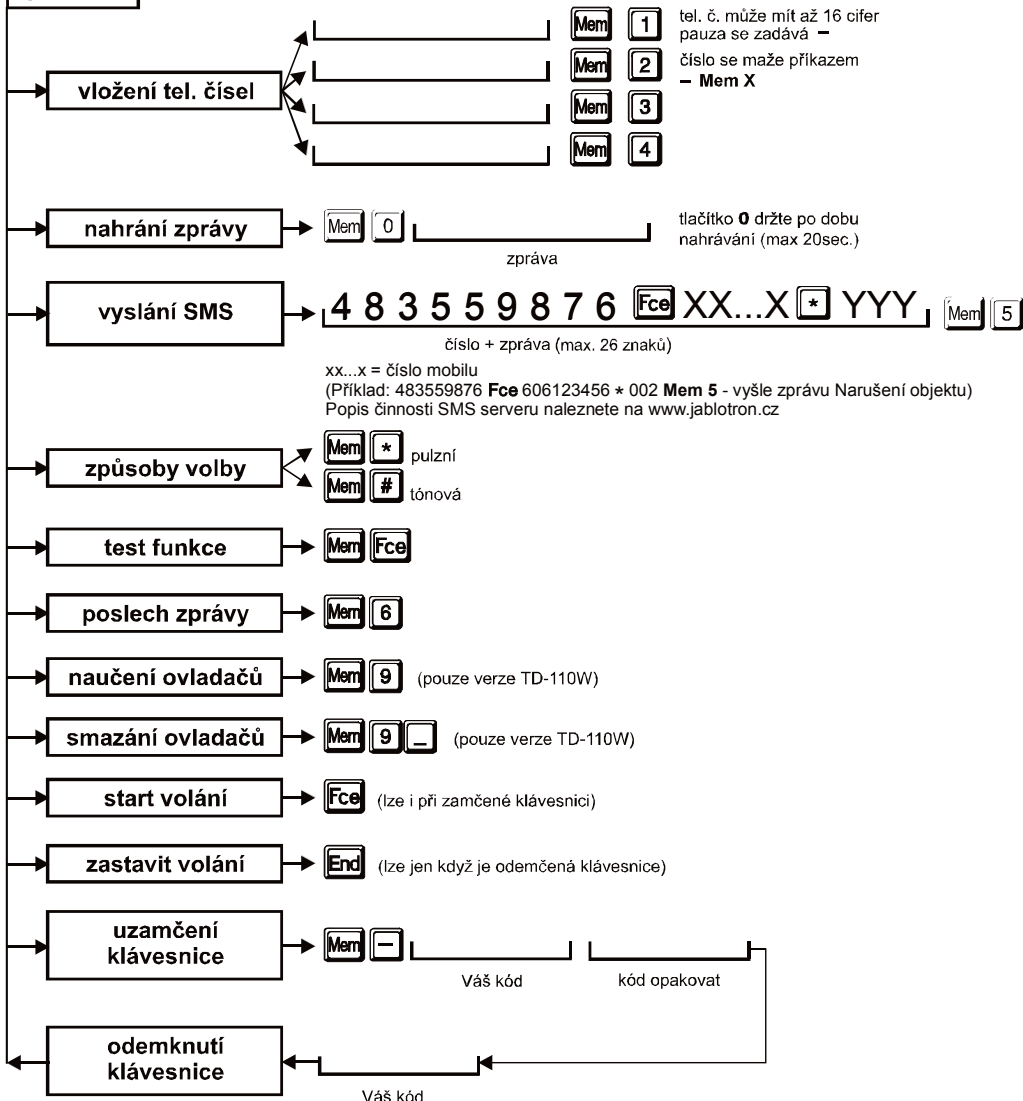 Mem 1 tel. č. může mít až 16 cifer
pauza se zadává –
Mem 2 číslo se maže příkazem
– Mem X
vložení tel. čísel
Mem 3
Mem 4
nahrání zprávy Mem 0 tlačítko 0 držte po dobu
nahrávání (max 20sec.)
zpráva
vyslání SMS 4 8 3 5 5 9 8 7 6 Fce XX...X * YYY Mem 5
číslo + zpráva (max. 26 znaků)
xx...x = číslo mobilu
(Příklad: 483559876 Fce 606123456 * 002 Mem 5 - vyšle zprávu Narušení objektu)
Popis činnosti SMS serveru naleznete na www.jablotron.cz
způsoby volby Mem * pulzní
Mem # tónová
test funkce Mem Fce
poslech zprávy Mem 6
naučení ovladačů Mem 9 (pouze verze TD-110W)
smazání ovladačů Mem 9 _ (pouze verze TD-110W)
start volání Fce (lze i při zamčené klávesnici)
zastavit volání End (lze jen když je odemčená klávesnice)
uzamčení
klávesnice Mem –
Váš kód kód opakovat
odemknutí
klávesnice
Váš kód